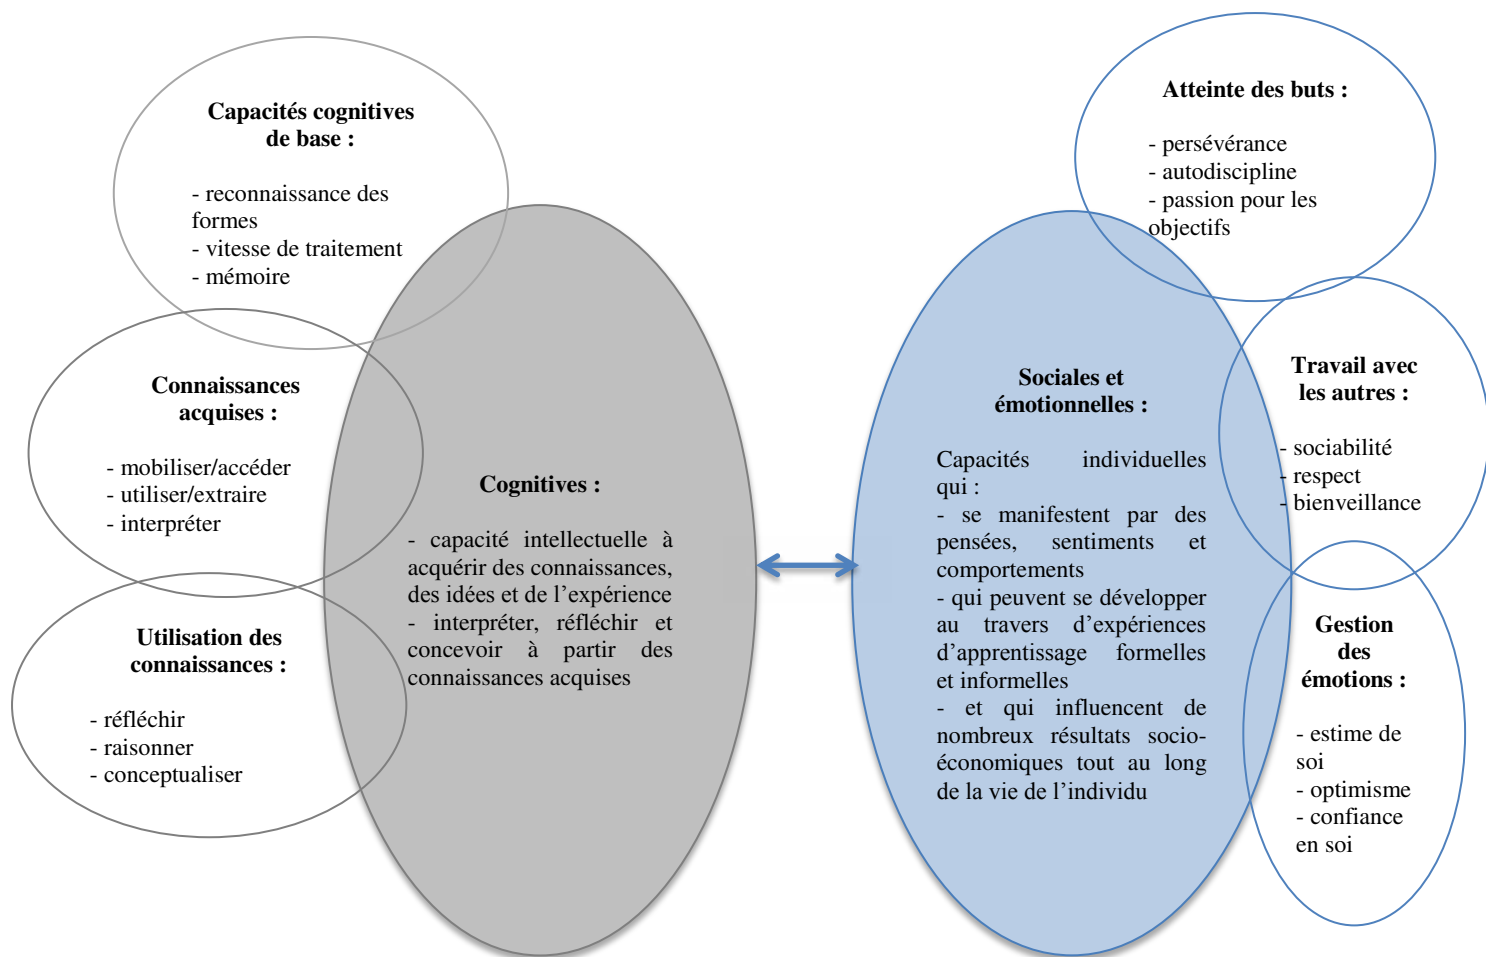 Capacités cognitives
de base :
- reconnaissance des
formes
- vitesse de traitement
- mémoire
Connaissances
acquises :
- mobiliser/accéder
- utiliser/extraire
- interpréter
Utilisation des
connaissances :
- réfléchir
- raisonner
- conceptualiser
Cognitives :
- capacité intellectuelle à
acquérir des connaissances,
des idées et de l’expérience
- interpréter, réfléchir et
concevoir à partir des
connaissances acquises
Sociales et
émotionnelles :
Capacités individuelles
qui :
- se manifestent par des
pensées, sentiments et
comportements
- qui peuvent se développer
au travers d’expériences
d’apprentissage formelles
et informelles
- et qui influencent de
nombreux résultats socio-
économiques tout au long
de la vie de l’individu
Atteinte des buts :
- persévérance
- autodiscipline
- passion pour les
objectifs
Travail avec
les autres :
- sociabilité
- respect
- bienveillance
Gestion
des
émotions :
- estime de
soi
- optimisme
- confiance
en soi